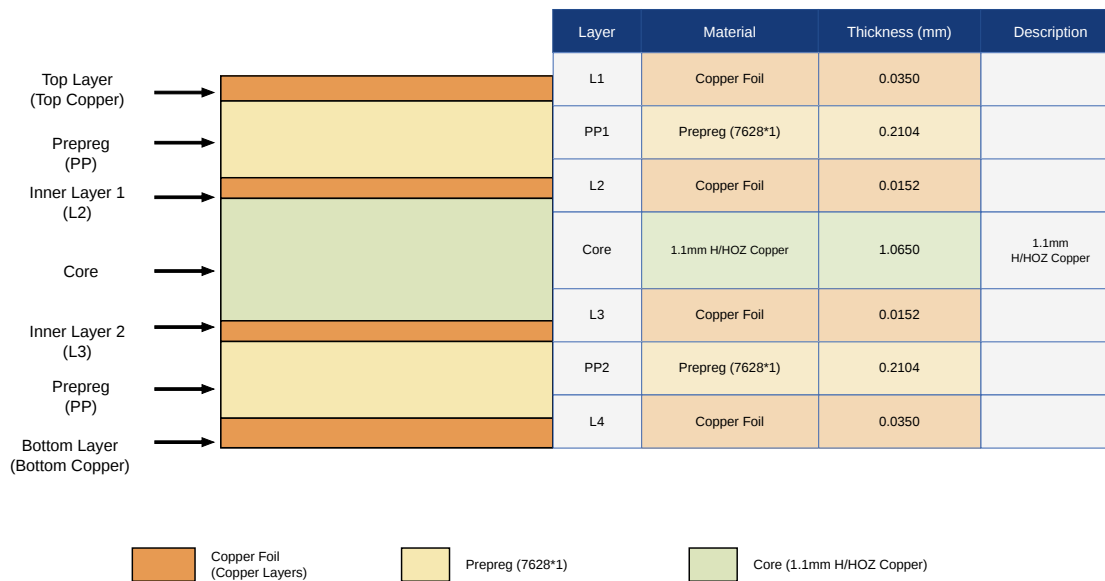 Layer Material Thickness (mm) Description
Top Layer
(Top Copper)
L1 Copper Foil 0.0350
Prepreg
(PP)
PP1 Prepreg (7628*1) 0.2104
Inner Layer 1
(L2)
L2 Copper Foil 0.0152
Core
Core 1.1mm H/HOZ Copper 1.0650 1.1mm
H/HOZ Copper
Inner Layer 2
(L3)
L3 Copper Foil 0.0152
Prepreg
(PP)
PP2 Prepreg (7628*1) 0.2104
Bottom Layer
(Bottom Copper)
L4 Copper Foil 0.0350
Copper Foil
(Copper Layers)
Prepreg (7628*1)
Core (1.1mm H/HOZ Copper)